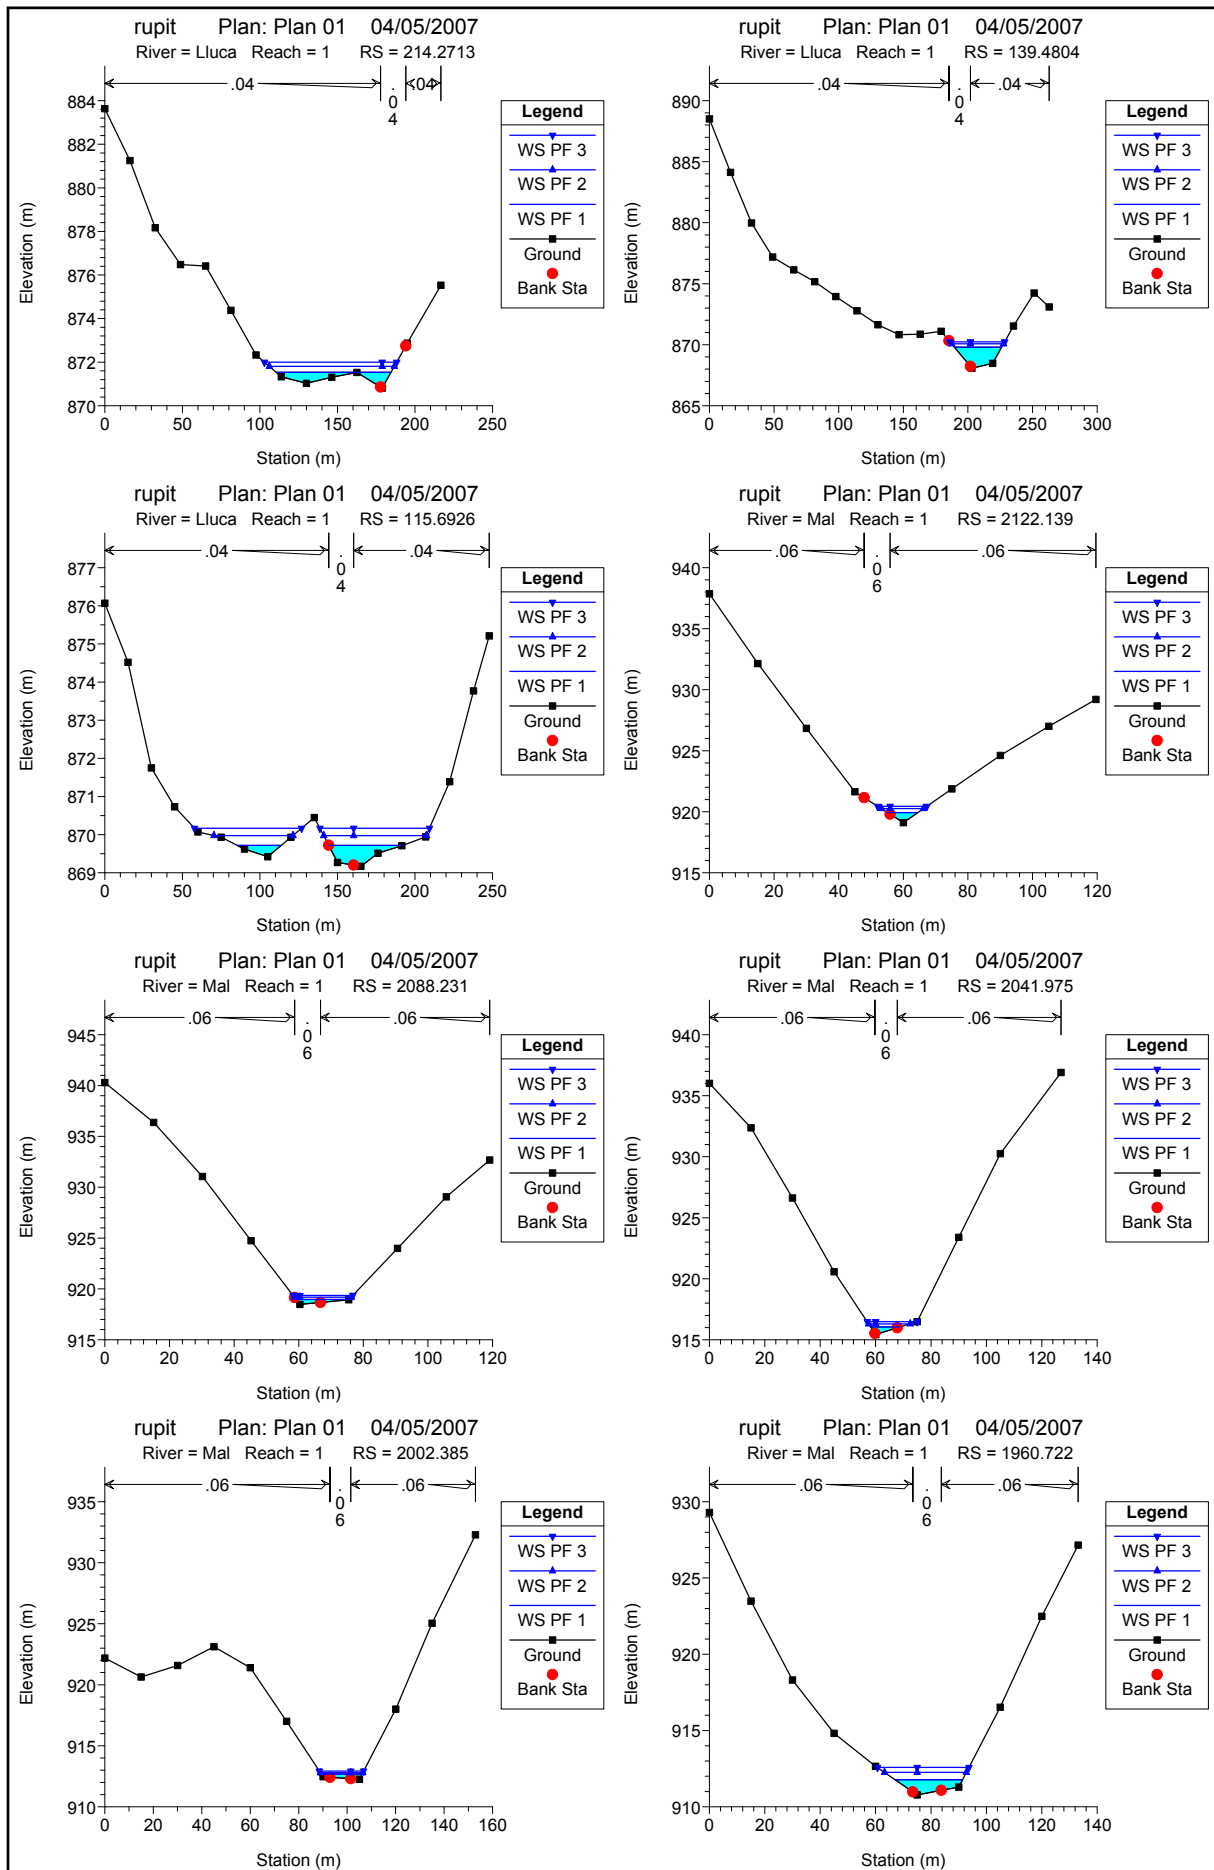 rupit Plan: Plan 01 04/05/2007
River = Lluca Reach = 1 RS = 214.2713
.04 .04 .04
Elevation (m)
884
882
880
878
876
874
872
870
0 50 100 150 200 250
Station (m)
Legend
WS PF 3
WS PF 2
WS PF 1
Ground
Bank Sta
rupit Plan: Plan 01 04/05/2007
River = Lluca Reach = 1 RS = 139.4804
.04 .04 .04
Elevation (m)
890
885
880
875
870
865
0 50 100 150 200 250 300
Station (m)
Legend
WS PF 3
WS PF 2
WS PF 1
Ground
Bank Sta
rupit Plan: Plan 01 04/05/2007
River = Lluca Reach = 1 RS = 115.6926
.04 .04 .04
Elevation (m)
877
876
875
874
873
872
871
870
869
0 50 100 150 200 250
Station (m)
Legend
WS PF 3
WS PF 2
WS PF 1
Ground
Bank Sta
rupit Plan: Plan 01 04/05/2007
River = Mal Reach = 1 RS = 2122.139
.06 .06 .06
Elevation (m)
940
935
930
925
920
915
0 20 40 60 80 100 120
Station (m)
Legend
WS PF 3
WS PF 2
WS PF 1
Ground
Bank Sta
rupit Plan: Plan 01 04/05/2007
River = Mal Reach = 1 RS = 2088.231
.06 .06 .06
Elevation (m)
945
940
935
930
925
920
915
0 20 40 60 80 100 120
Station (m)
Legend
WS PF 3
WS PF 2
WS PF 1
Ground
Bank Sta
rupit Plan: Plan 01 04/05/2007
River = Mal Reach = 1 RS = 2041.975
.06 .06 .06
Elevation (m)
940
935
930
925
920
915
0 20 40 60 80 100 120 140
Station (m)
Legend
WS PF 3
WS PF 2
WS PF 1
Ground
Bank Sta
rupit Plan: Plan 01 04/05/2007
River = Mal Reach = 1 RS = 2002.385
.06 .06 .06
Elevation (m)
935
930
925
920
915
910
0 20 40 60 80 100 120 140 160
Station (m)
Legend
WS PF 3
WS PF 2
WS PF 1
Ground
Bank Sta
rupit Plan: Plan 01 04/05/2007
River = Mal Reach = 1 RS = 1960.722
.06 .06 .06
Elevation (m)
930
925
920
915
910
0 20 40 60 80 100 120 140
Station (m)
Legend
WS PF 3
WS PF 2
WS PF 1
Ground
Bank Sta